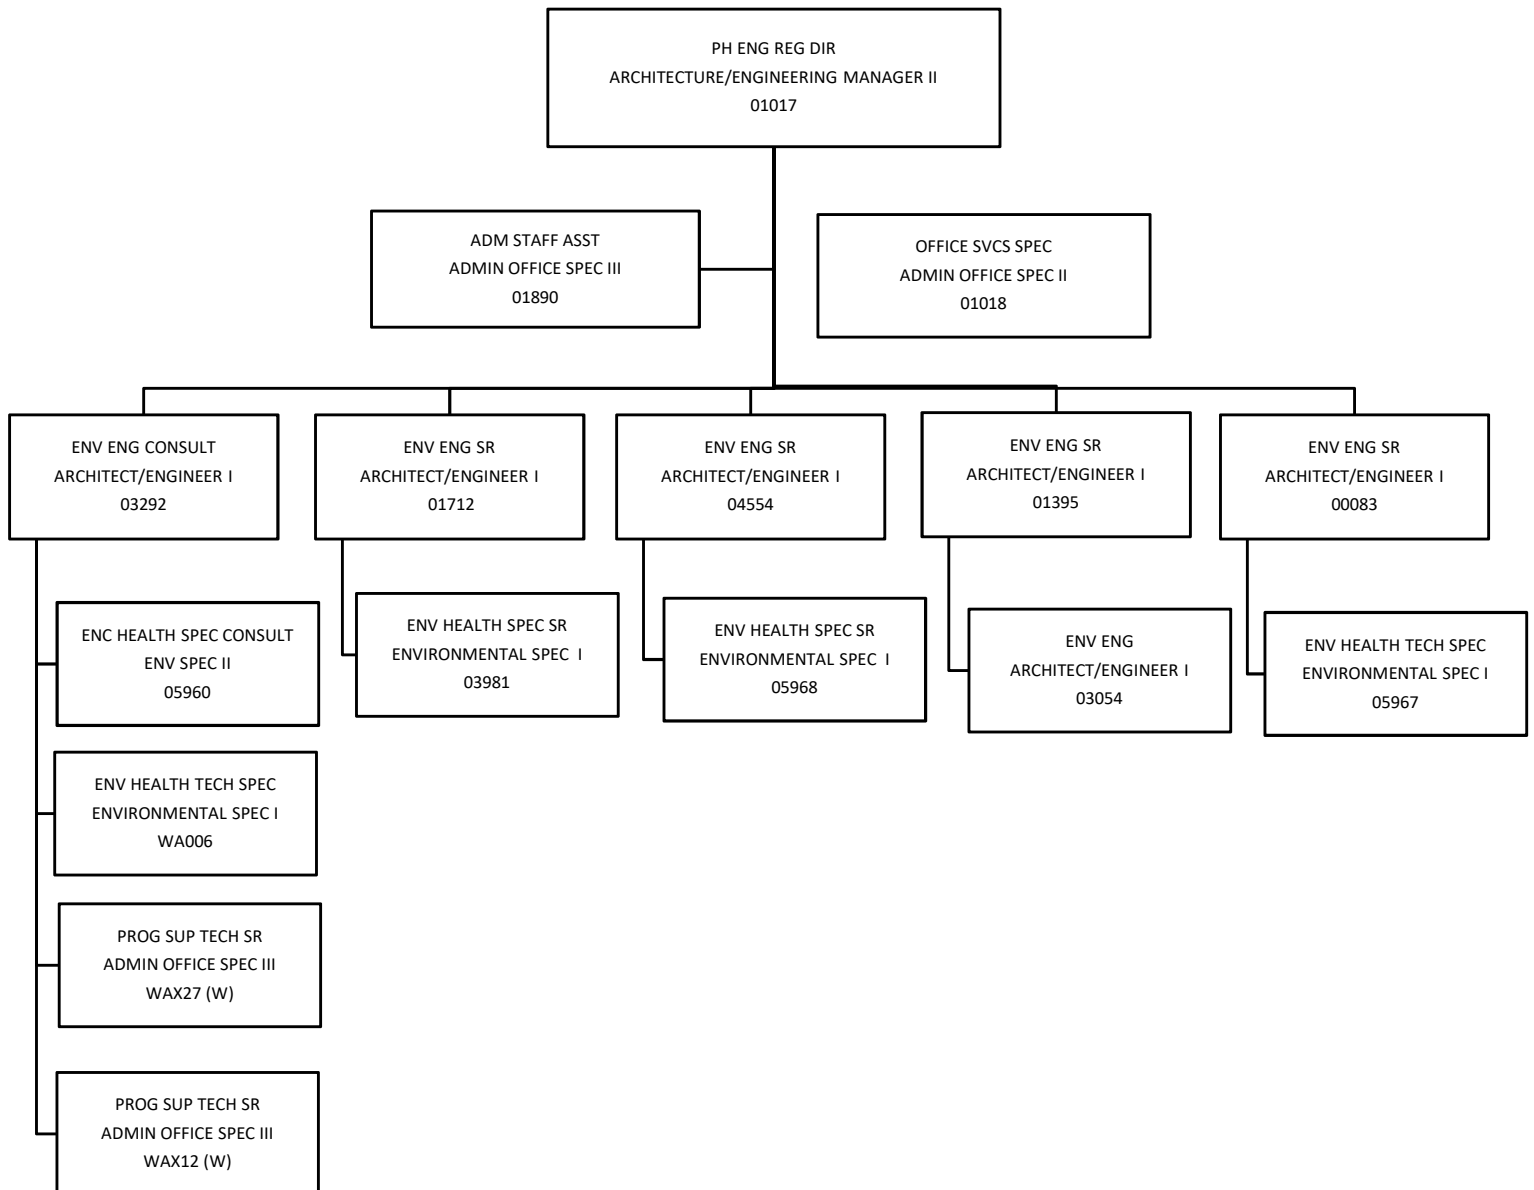 PH ENG REG DIR
ARCHITECTURE/ENGINEERING MANAGER II
01017
ADM STAFF ASST
ADMIN OFFICE SPEC III
01890
OFFICE SVCS SPEC
ADMIN OFFICE SPEC II
01018
ENV ENG CONSULT
ARCHITECT/ENGINEER I
03292
ENV ENG SR
ARCHITECT/ENGINEER I
01712
ENV ENG SR
ARCHITECT/ENGINEER I
04554
ENV ENG SR
ARCHITECT/ENGINEER I
01395
ENV ENG SR
ARCHITECT/ENGINEER I
00083
ENC HEALTH SPEC CONSULT
ENV SPEC II
05960
ENV HEALTH SPEC SR
ENVIRONMENTAL SPEC I
03981
ENV HEALTH SPEC SR
ENVIRONMENTAL SPEC I
05968
ENV ENG
ARCHITECT/ENGINEER I
03054
ENV HEALTH TECH SPEC
ENVIRONMENTAL SPEC I
05967
ENV HEALTH TECH SPEC
ENVIRONMENTAL SPEC I
WA006
PROG SUP TECH SR
ADMIN OFFICE SPEC III
WAX27 (W)
PROG SUP TECH SR
ADMIN OFFICE SPEC III
WAX12 (W)